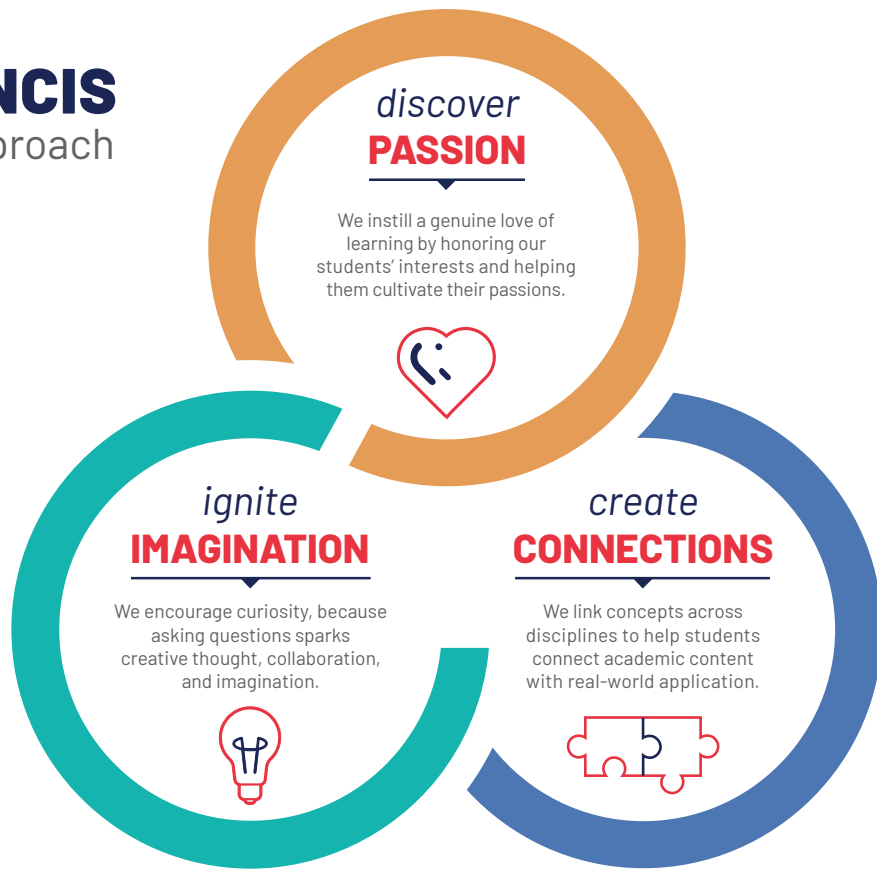 NCIS
proach
discover
PASSION
We instill a genuine love of
learning by honoring our
students’ interests and helping
them cultivate their passions.
ignite
IMAGINATION
We encourage curiosity, because
asking questions sparks
creative thought, collaboration,
and imagination.
create
CONNECTIONS
We link concepts across
disciplines to help students
connect academic content
with real-world application.